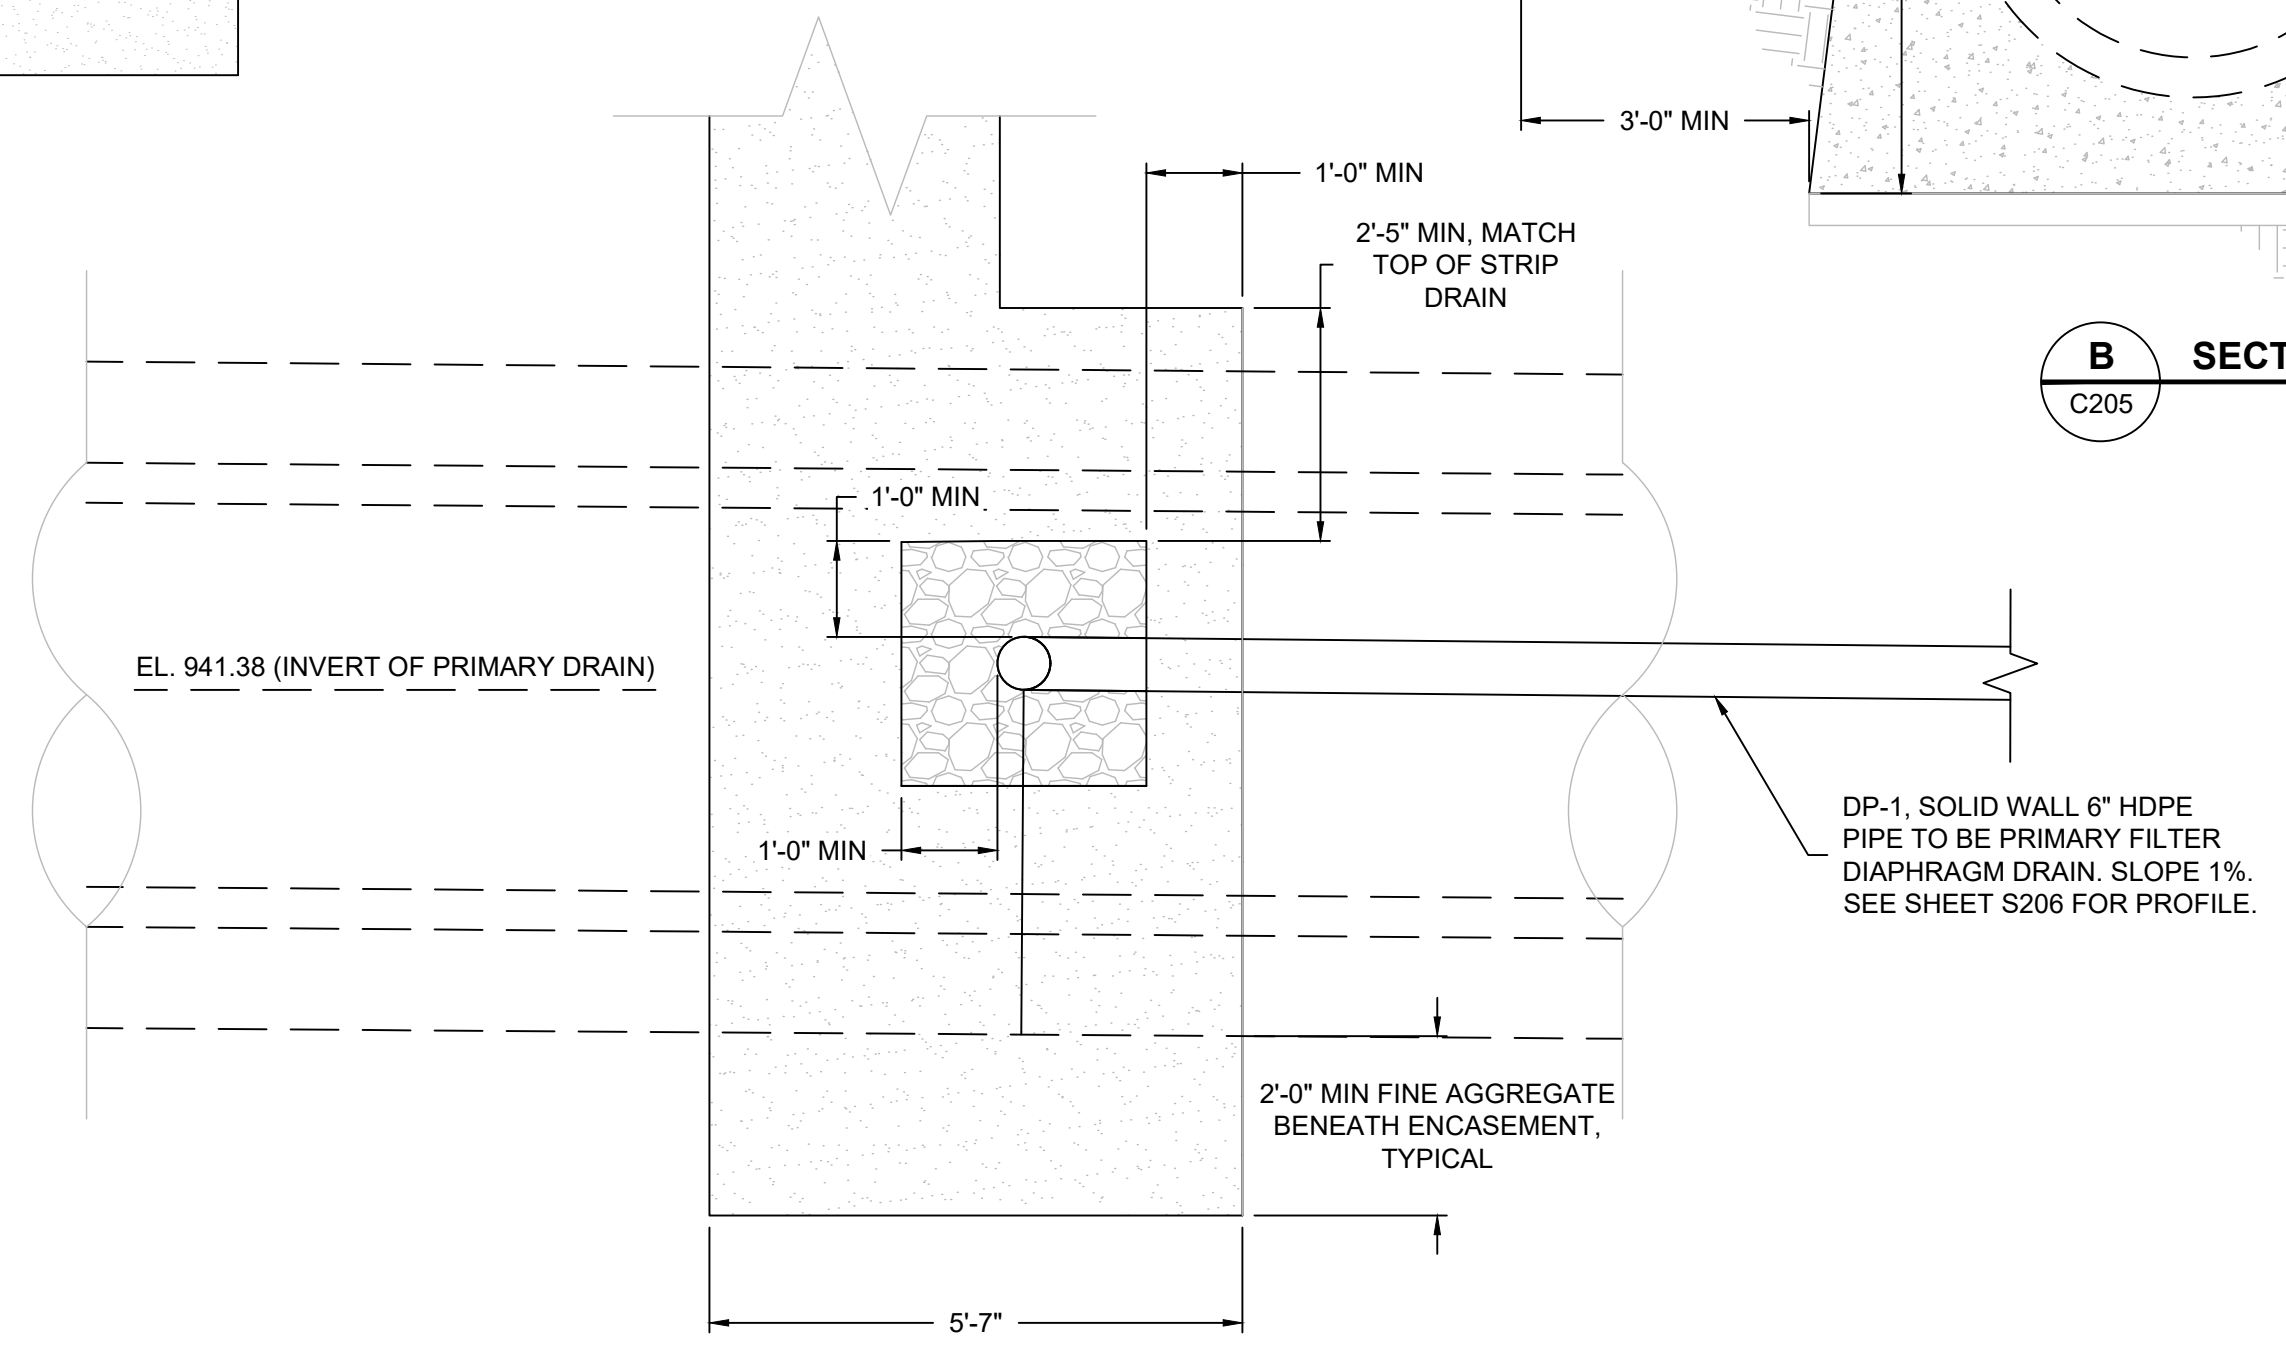 3'-0" MIN
1'-0" MIN
2'-5" MIN, MATCH
TOP OF STRIP
DRAIN
B
SECT
C205
1'-0" MIN
EL. 941.38 (INVERT OF PRIMARY DRAIN)
1'-0" MIN
DP-1, SOLID WALL 6" HDPE
PIPE TO BE PRIMARY FILTER
DIAPHRAGM DRAIN. SLOPE 1%.
SEE SHEET S206 FOR PROFILE.
2'-0" MIN FINE AGGREGATE
BENEATH ENCASEMENT,
TYPICAL
5'-7"